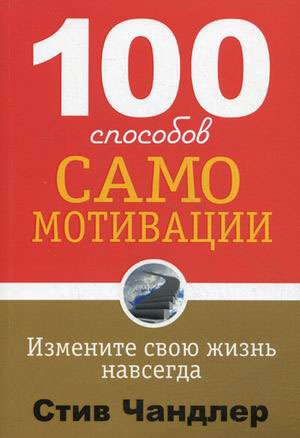 100
способов
САМО
МОТИВАЦИИ
Измените свою жизнь
навсегда
Стив Чандлер